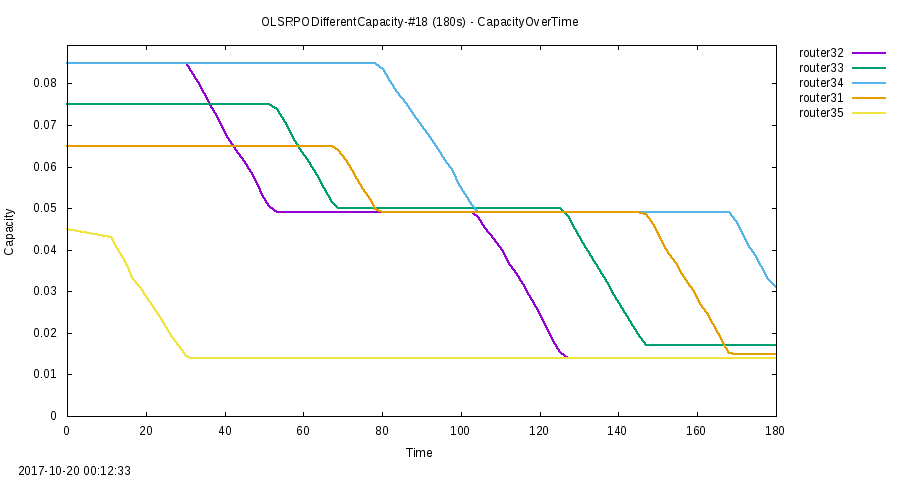 OLSRPODifferentCapacity-#18 (180s) - CapacityOverTime
router32
router33
router34
router31
router35
0.08
0.07
0.06
0.05
0.04
0.03
0.02
0.01
0
Capacity
0 20 40 60 80 100 120 140 160 180
Time
2017-10-20 00:12:33